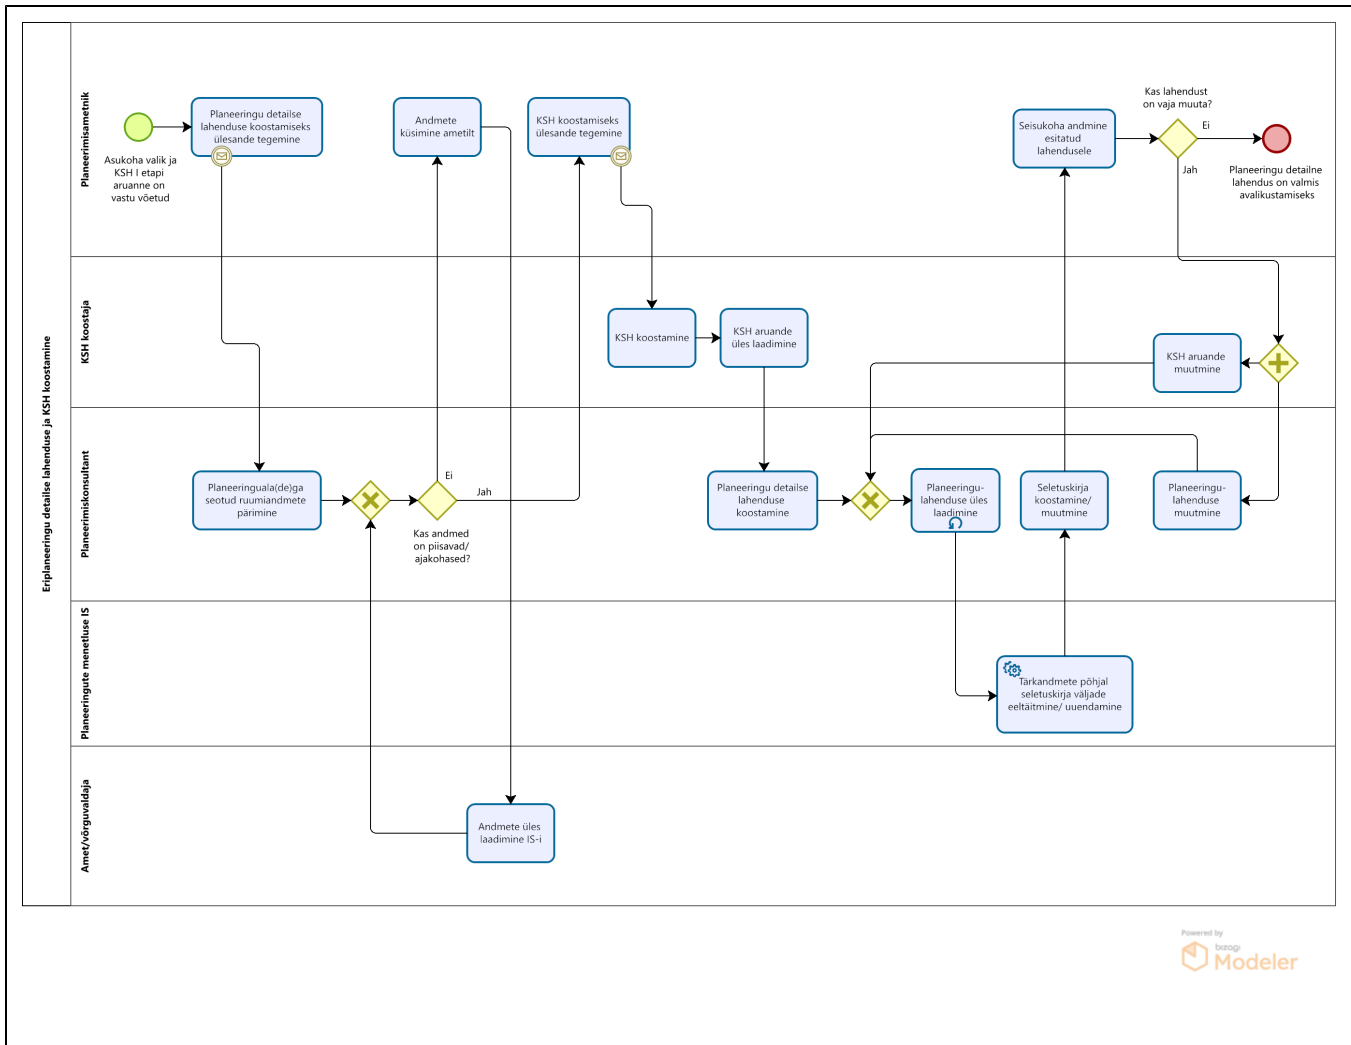 Eriplaneeringu detailse lahenduse ja KSH koostamine
Planeerimisametnik
Asukoha valik ja
KSH I etapi
aruanne on
vastu võetud
Planeeringu detailse
lahenduse koostamiseks
ülesande tegemine
Andmete
küsimine ametilt
KSH koostamiseks
ülesande tegemine
Seisukoha andmine
esitatud
lahendusele
Kas lahendust
on vaja muuta?
Ei
Jah
Planeeringu detailne
lahendus on valmis
avalikustamiseks
KSH koostaja
KSH koostamine
KSH aruande
üles laadimine
KSH aruande
muutmine
Planeerimiskonsultant
Planeeringuala(de)ga
seotud ruumiandmete
pärimine
Ei
Jah
Kas andmed
on piisavad/
ajakohased?
Planeeringu detailse
lahenduse
koostamine
Planeeringu-
lahenduse üles
laadimine
Seletuskirja
koostamine/
muutmine
Planeeringu-
lahenduse
muutmine
Planeeringute menetluse IS
Tärkandmete põhjal
seletuskirja väljade
eeltäitmine/ uuendamine
Amet/võrguvaldaja
Andmete üles
laadimine IS-i
Powered by
bizagi
Modeler